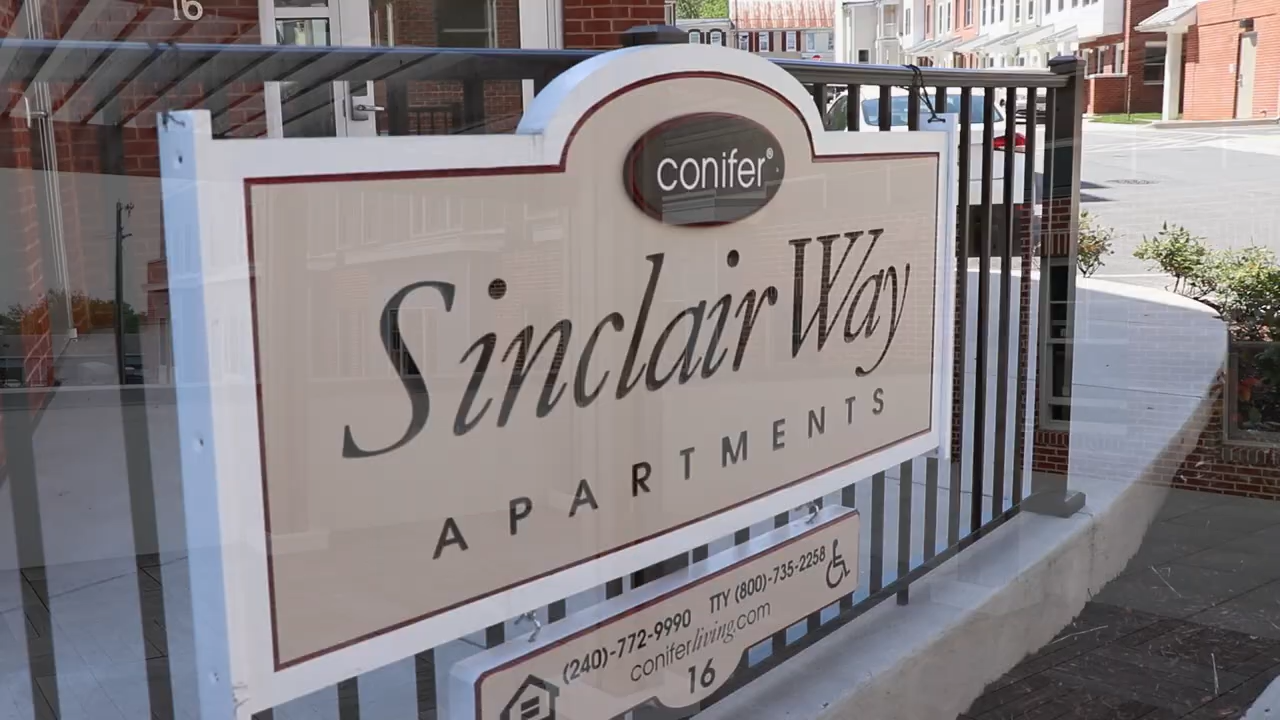 16
conifer®
Sinclair Way
APARTMENTS
(240)-772-9990 TTY (800)-735-2258
coniferliving.com
16